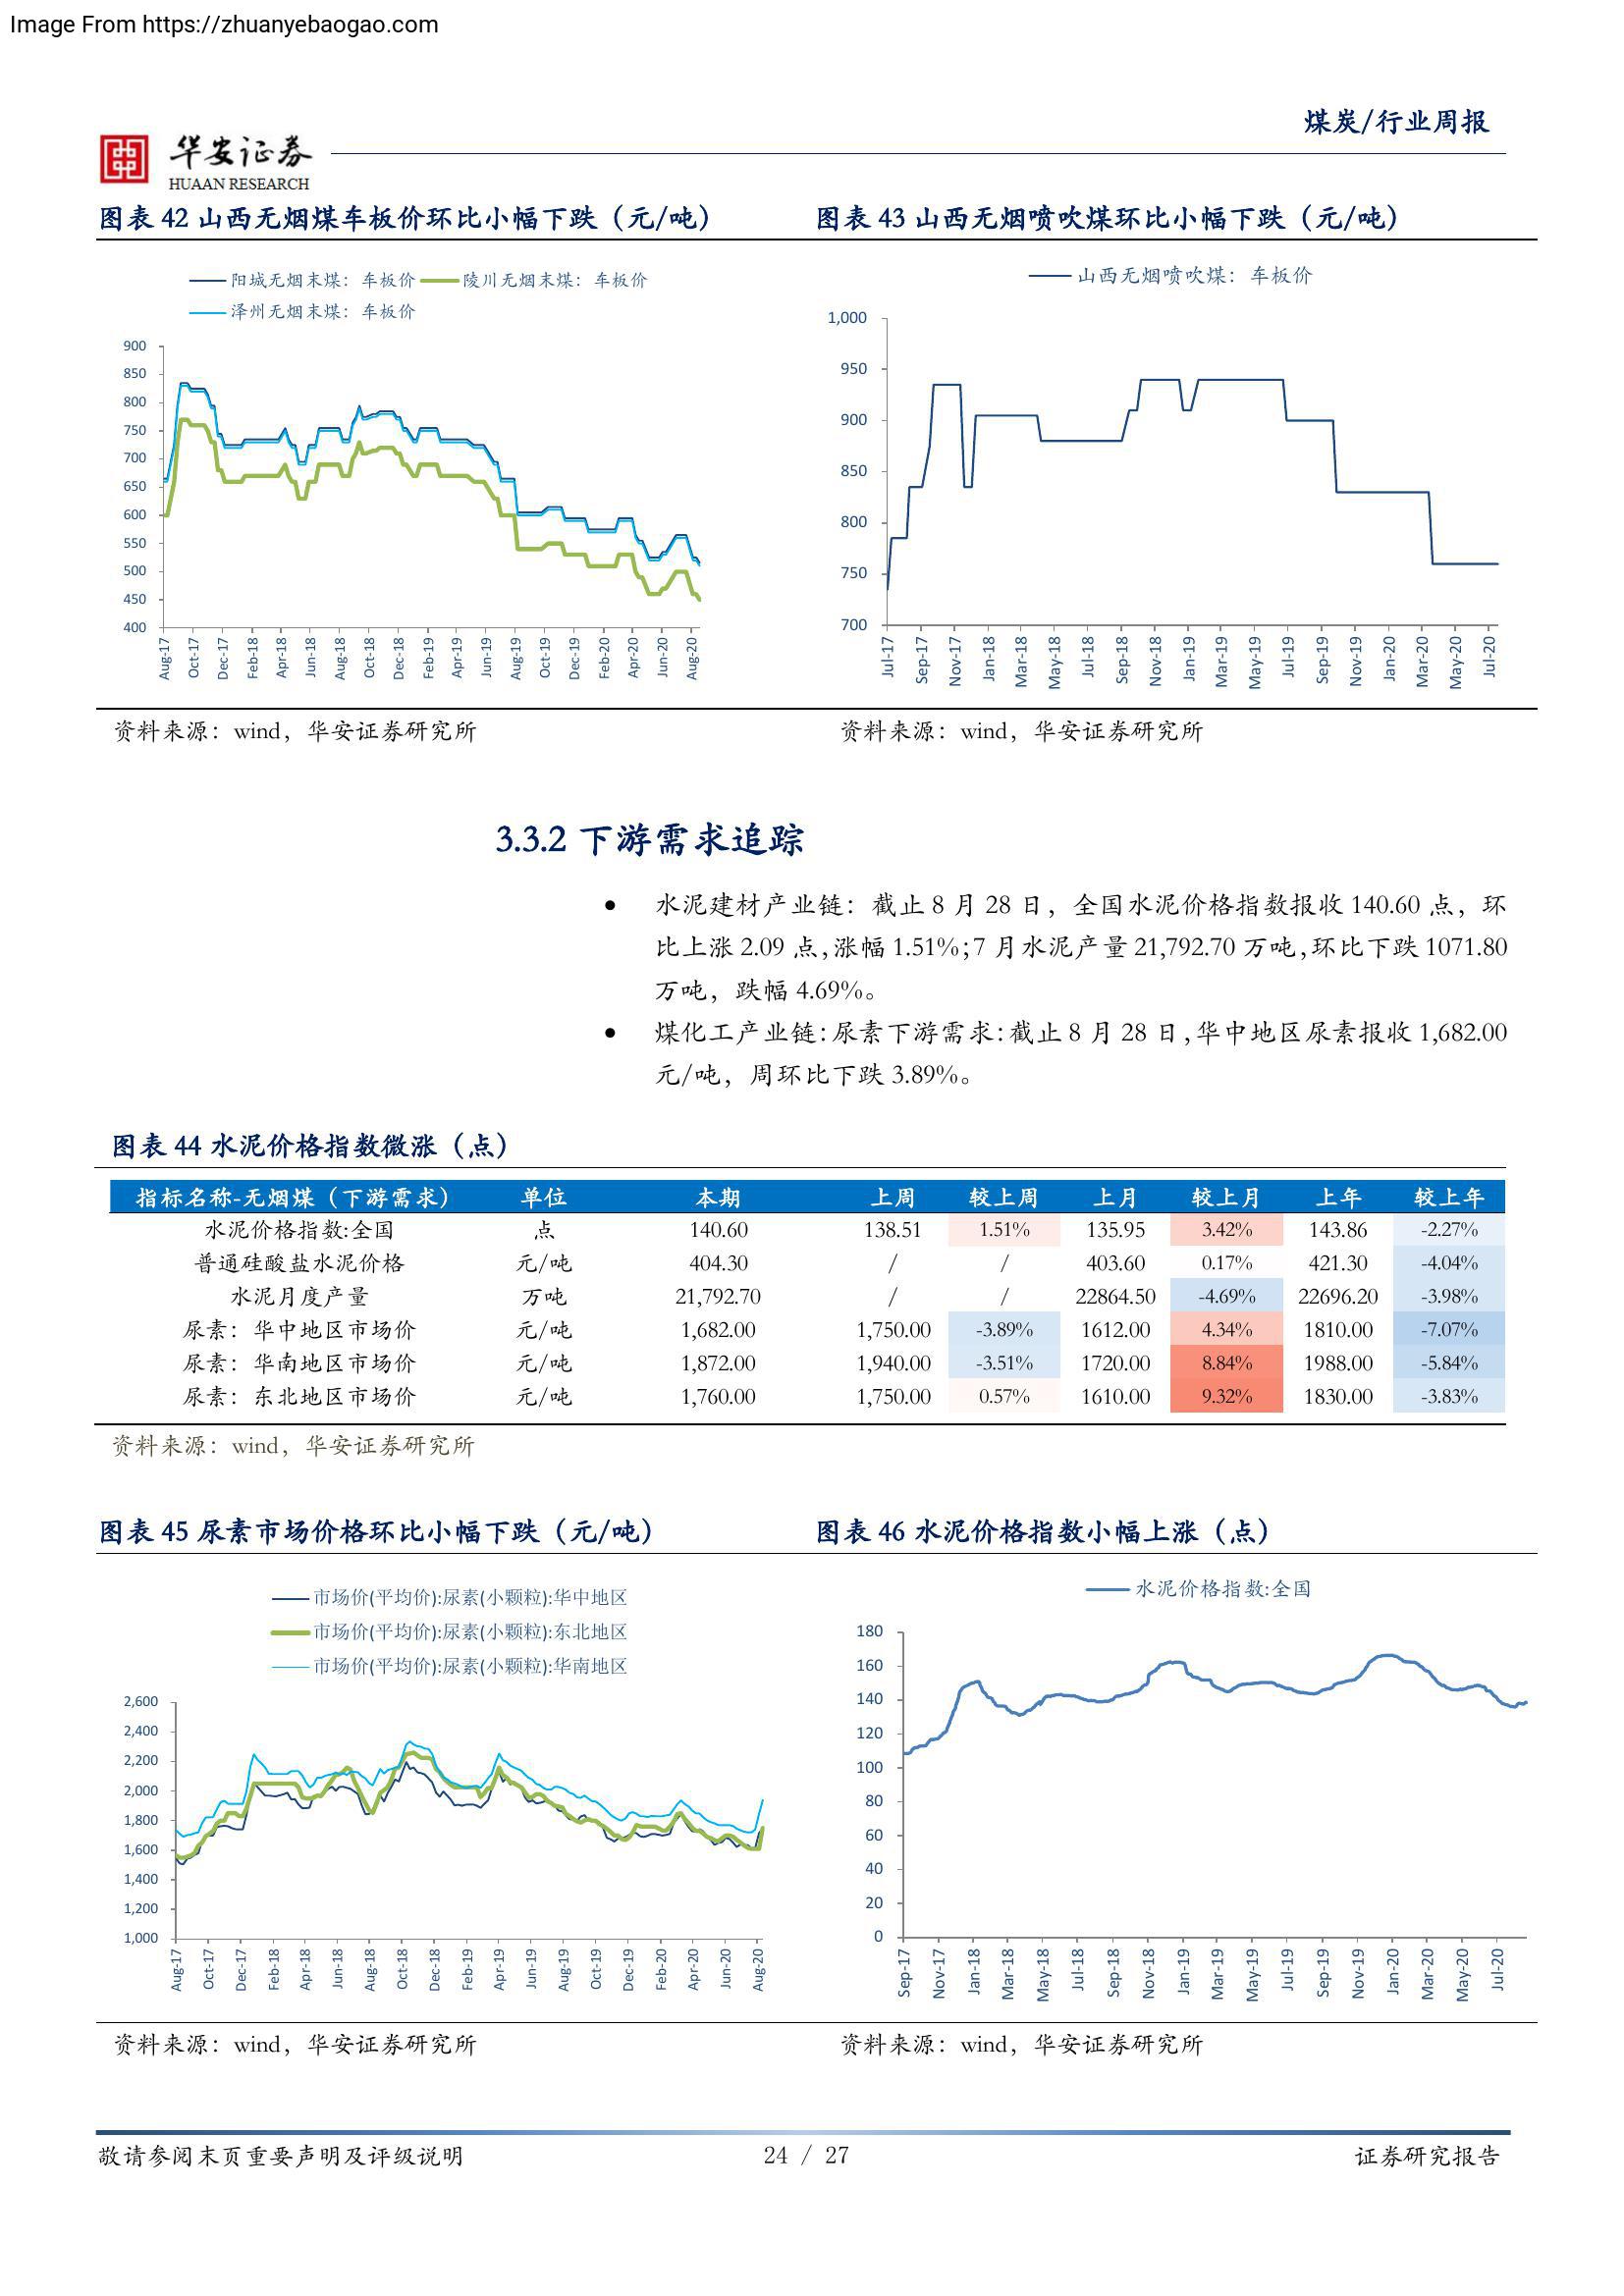 Image From https://zhuanyebaogao.com
煤炭/行业周报
华安证券
HUAAN RESEARCH
图表 42 山西无烟煤车板价环比小幅下跌（元/吨）
阳城无烟末煤：车板价 陵川无烟末煤：车板价
泽州无烟末煤：车板价
900
850
800
750
700
650
600
550
500
450
400
Aug-17 Oct-17 Dec-17 Feb-18 Apr-18 Jun-18 Aug-18 Oct-18 Dec-18 Feb-19 Apr-19 Jun-19 Aug-19 Oct-19 Dec-19 Feb-20 Apr-20 Jun-20 Aug-20
资料来源：wind，华安证券研究所
图表 43 山西无烟喷吹煤环比小幅下跌（元/吨）
山西无烟喷吹煤：车板价
1,000
950
900
850
800
750
700
Jul-17 Sep-17 Nov-17 Jan-18 Mar-18 May-18 Jul-18 Sep-18 Nov-18 Jan-19 Mar-19 May-19 Jul-19 Sep-19 Nov-19 Jan-20 Mar-20 May-20 Jul-20
资料来源：wind，华安证券研究所
3.3.2 下游需求追踪
● 水泥建材产业链：截止 8 月 28 日，全国水泥价格指数报收 140.60 点，环
比上涨 2.09 点,涨幅 1.51%;7 月水泥产量 21,792.70 万吨,环比下跌 1071.80
万吨，跌幅 4.69%。
● 煤化工产业链:尿素下游需求:截止 8 月 28 日,华中地区尿素报收 1,682.00
元/吨，周环比下跌 3.89%。
图表 44 水泥价格指数微涨（点）
指标名称-无烟煤（下游需求） 单位 本期 上周 较上周 上月 较上月 上年 较上年
水泥价格指数:全国 点 140.60 138.51 1.51% 135.95 3.42% 143.86 -2.27%
普通硅酸盐水泥价格 元/吨 404.30 / / 403.60 0.17% 421.30 -4.04%
水泥月度产量 万吨 21,792.70 / / 22864.50 -4.69% 22696.20 -3.98%
尿素：华中地区市场价 元/吨 1,682.00 1,750.00 -3.89% 1612.00 4.34% 1810.00 -7.07%
尿素：华南地区市场价 元/吨 1,872.00 1,940.00 -3.51% 1720.00 8.84% 1988.00 -5.84%
尿素：东北地区市场价 元/吨 1,760.00 1,750.00 0.57% 1610.00 9.32% 1830.00 -3.83%
资料来源：wind，华安证券研究所
图表 45 尿素市场价格环比小幅下跌（元/吨）
市场价(平均价):尿素(小颗粒):华中地区
市场价(平均价):尿素(小颗粒):东北地区
市场价(平均价):尿素(小颗粒):华南地区
2,600
2,400
2,200
2,000
1,800
1,600
1,400
1,200
1,000
Aug-17 Oct-17 Dec-17 Feb-18 Apr-18 Jun-18 Aug-18 Oct-18 Dec-18 Feb-19 Apr-19 Jun-19 Aug-19 Oct-19 Dec-19 Feb-20 Apr-20 Jun-20 Aug-20
资料来源：wind，华安证券研究所
图表 46 水泥价格指数小幅上涨（点）
水泥价格指数:全国
180
160
140
120
100
80
60
40
20
0
Sep-17 Nov-17 Jan-18 Mar-18 May-18 Jul-18 Sep-18 Nov-18 Jan-19 Mar-19 May-19 Jul-19 Sep-19 Nov-19 Jan-20 Mar-20 May-20 Jul-20
资料来源：wind，华安证券研究所
敬请参阅末页重要声明及评级说明 24 / 27 证券研究报告